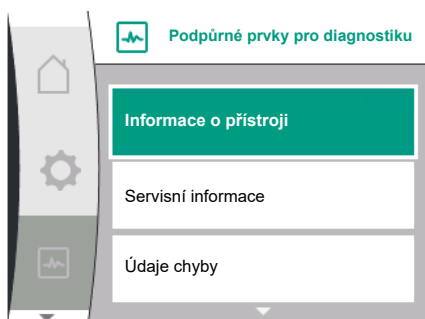 Podpůrné prvky pro diagnostiku
Informace o přístroji
Servisní informace
Údaje chyby